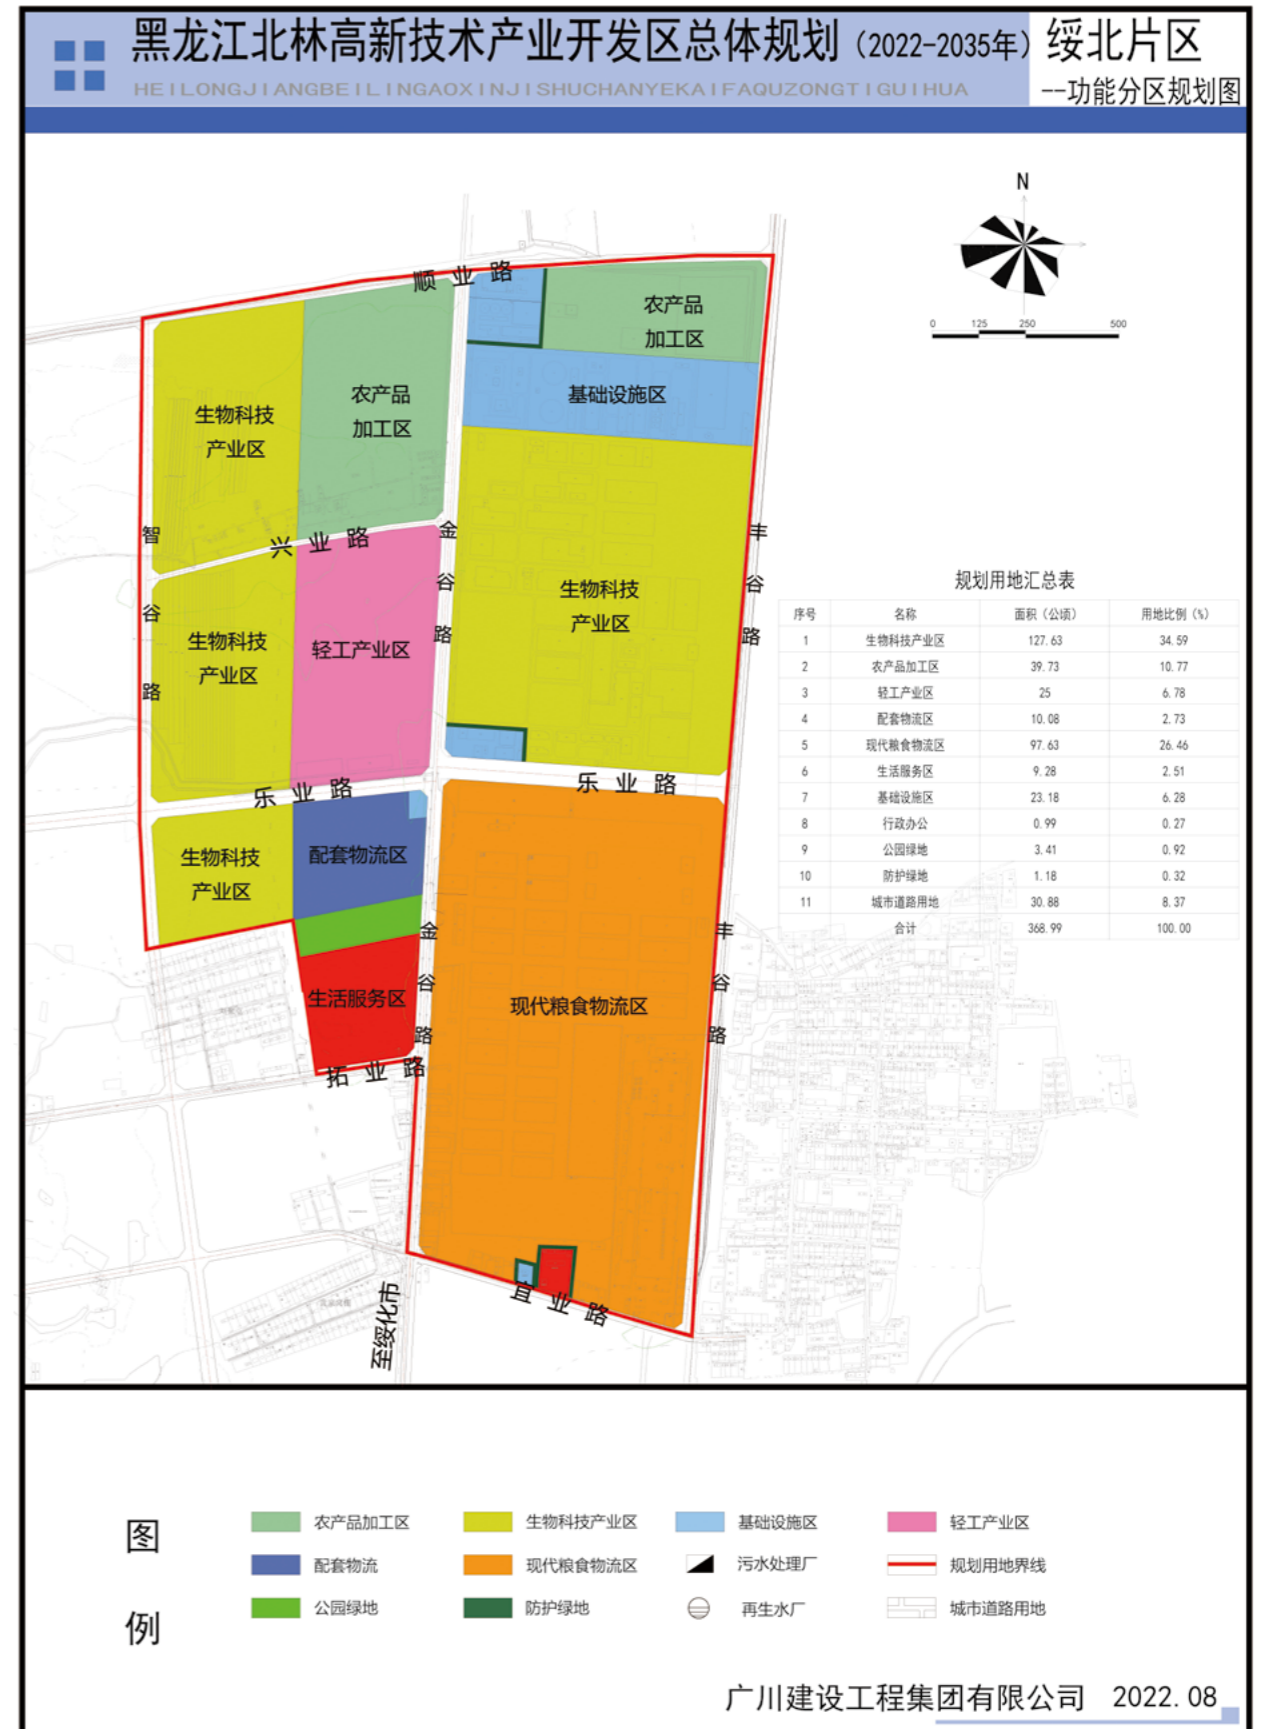 黑龙江北林高新技术产业开发区总体规划（2022-2035年）
绥北片区
HEILONGJIANGBEILINGAOXINJISHUCHANYEKAIFAQUZONGTIGUIHUA
--功能分区规划图
N
0 125 250 500
顺业路
农产品
加工区
基础设施区
农产品
加工区
生物科技
产业区
智谷路
兴业路
金谷路
丰谷路
生物科技
产业区
生物科技
产业区
轻工产业区
乐业路
乐业路
生物科技
产业区
配套物流区
金谷路
丰谷路
生活服务区
现代粮食物流区
拓业路
宜业路
至绥化市
规划用地汇总表
序号 名称 面积（公顷） 用地比例（%）
1 生物科技产业区 127.63 34.59
2 农产品加工区 39.73 10.77
3 轻工产业区 25 6.78
4 配套物流区 10.08 2.73
5 现代粮食物流区 97.63 26.46
6 生活服务区 9.28 2.51
7 基础设施区 23.18 6.28
8 行政办公 0.99 0.27
9 公园绿地 3.41 0.92
10 防护绿地 1.18 0.32
11 城市道路用地 30.88 8.37
合计 368.99 100.00
图例
农产品加工区 生物科技产业区 基础设施区 轻工产业区
配套物流 现代粮食物流区 污水处理厂 规划用地界线
公园绿地 防护绿地 再生水厂 城市道路用地
广川建设工程集团有限公司 2022.08